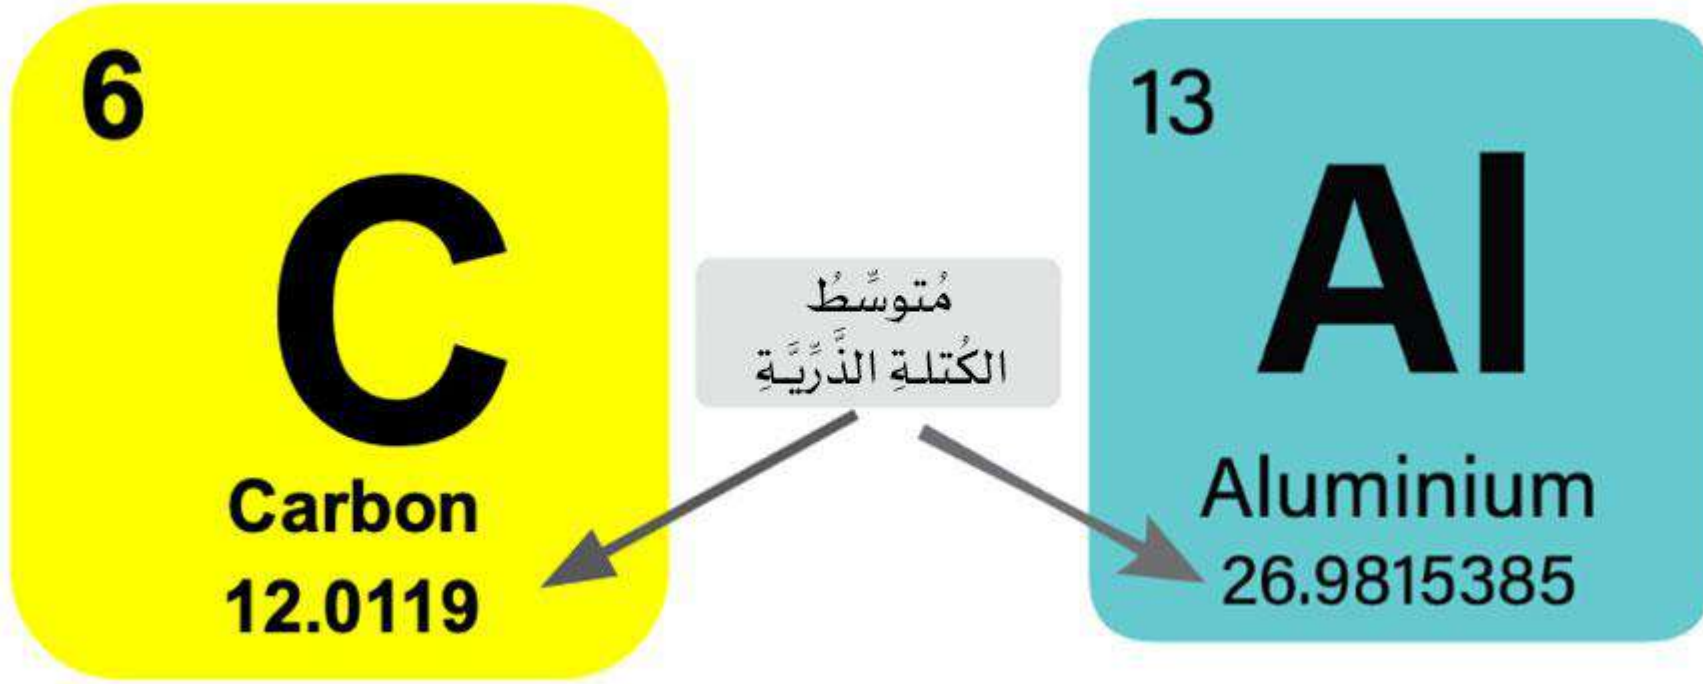 6
C
Carbon
12.0119
مُتوسِّطُ
الكُتلةِ الذَّرِّيَّةِ
13
Al
Aluminium
26.9815385